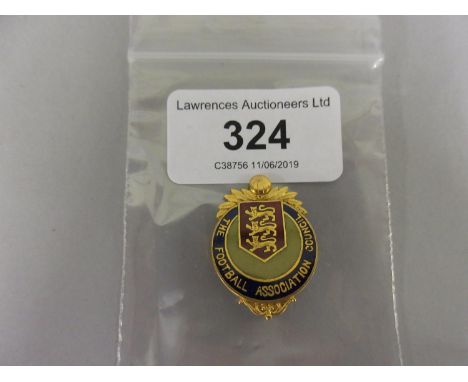 Lawrences Auctioneers Ltd
324
C38756 11/06/2019
THE FOOTBALL ASSOCIATION COUNCIL